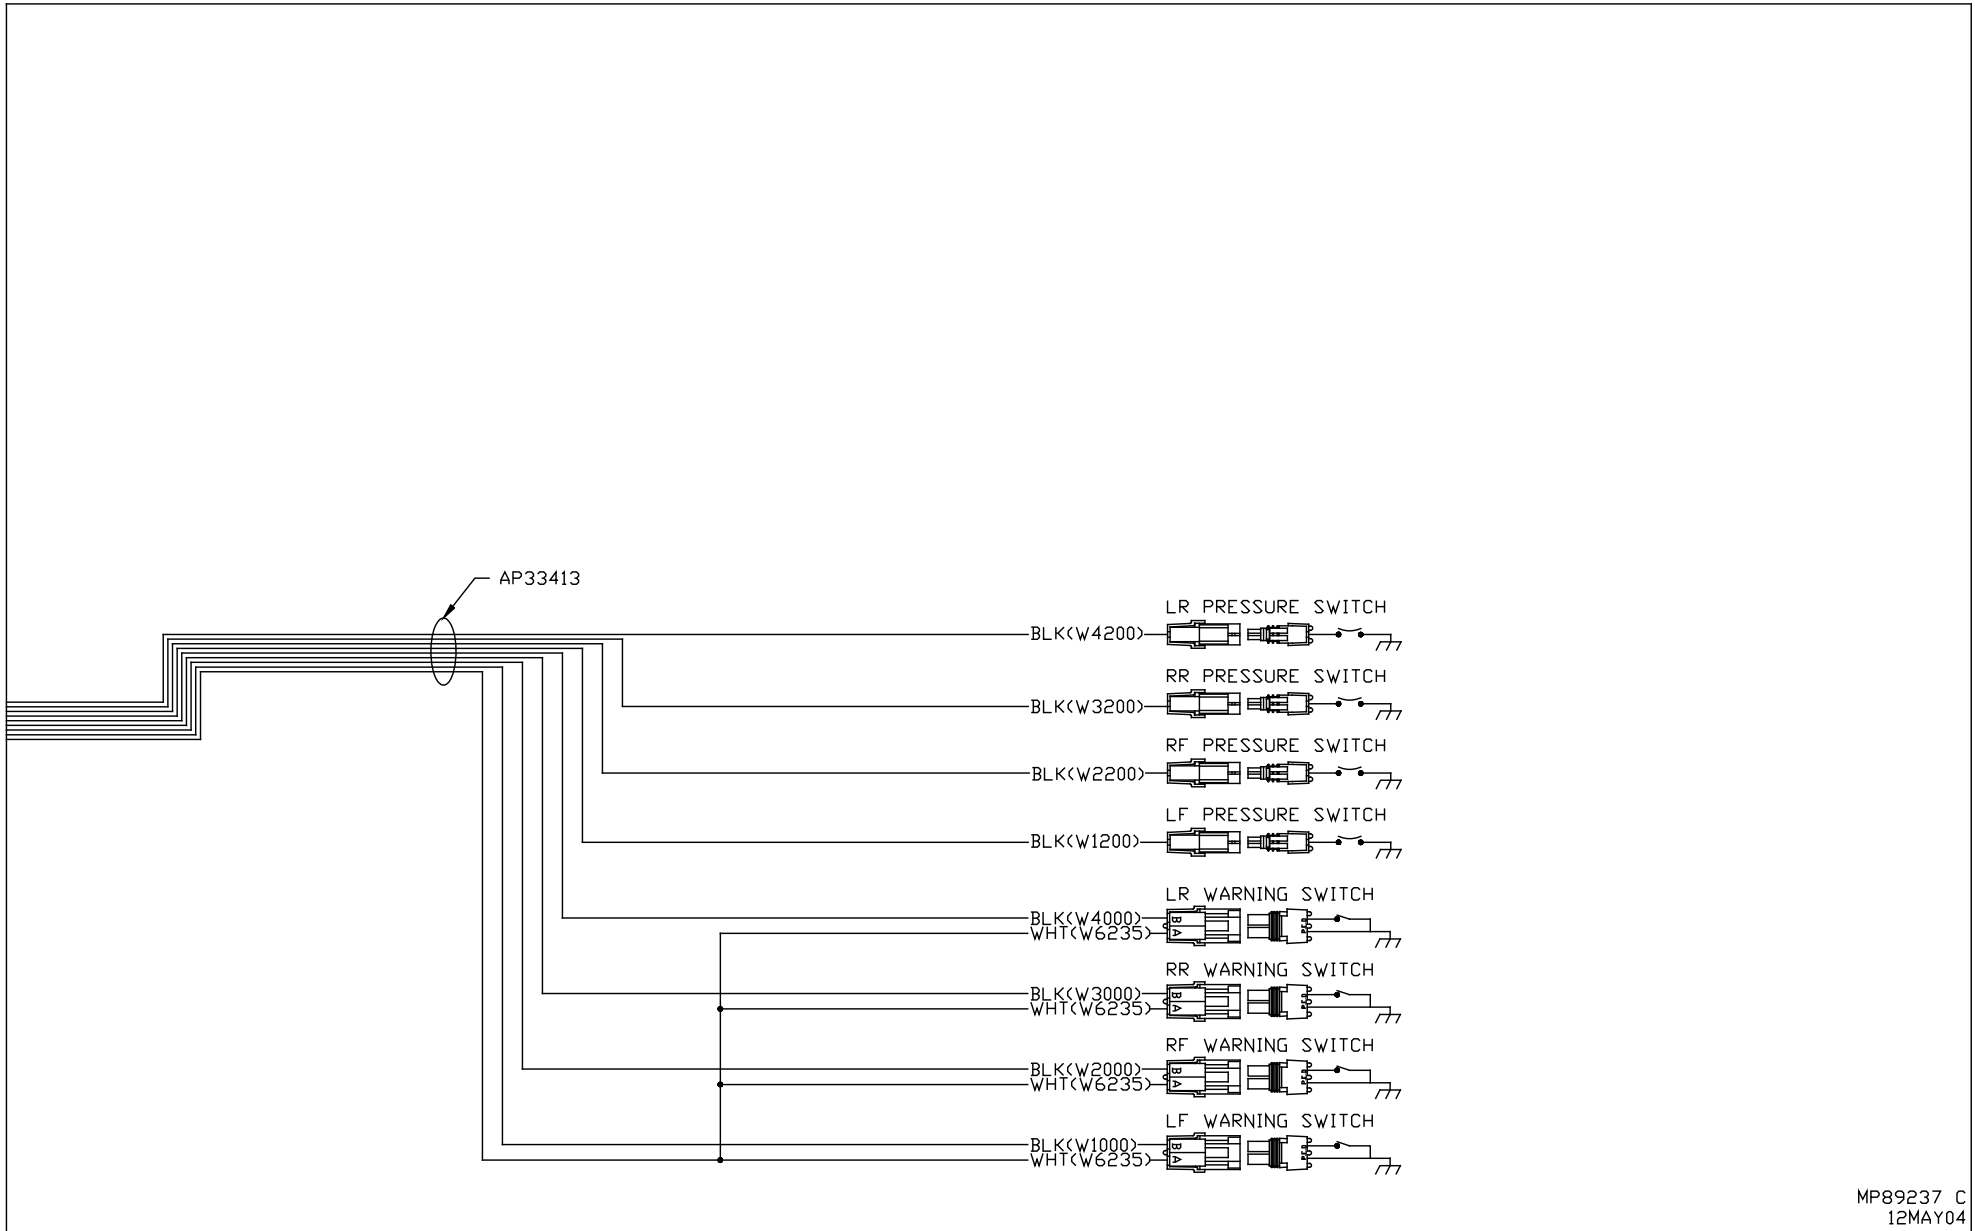 AP33413
LR PRESSURE SWITCH
BLK(W4200)
RR PRESSURE SWITCH
BLK(W3200)
RF PRESSURE SWITCH
BLK(W2200)
LF PRESSURE SWITCH
BLK(W1200)
LR WARNING SWITCH
BLK(W4000)
B
WHT(W6235)
A
RR WARNING SWITCH
BLK(W3000)
B
WHT(W6235)
A
RF WARNING SWITCH
BLK(W2000)
B
WHT(W6235)
A
LF WARNING SWITCH
BLK(W1000)
B
WHT(W6235)
A
MP89237 C
12MAY04